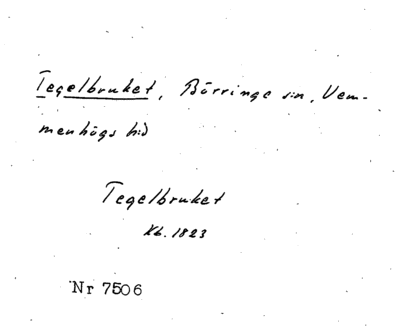 Tegelbruket, Börringe sn, Vem-
menhögs hd
Tegelbruket
Kb. 1823
Nr 7506